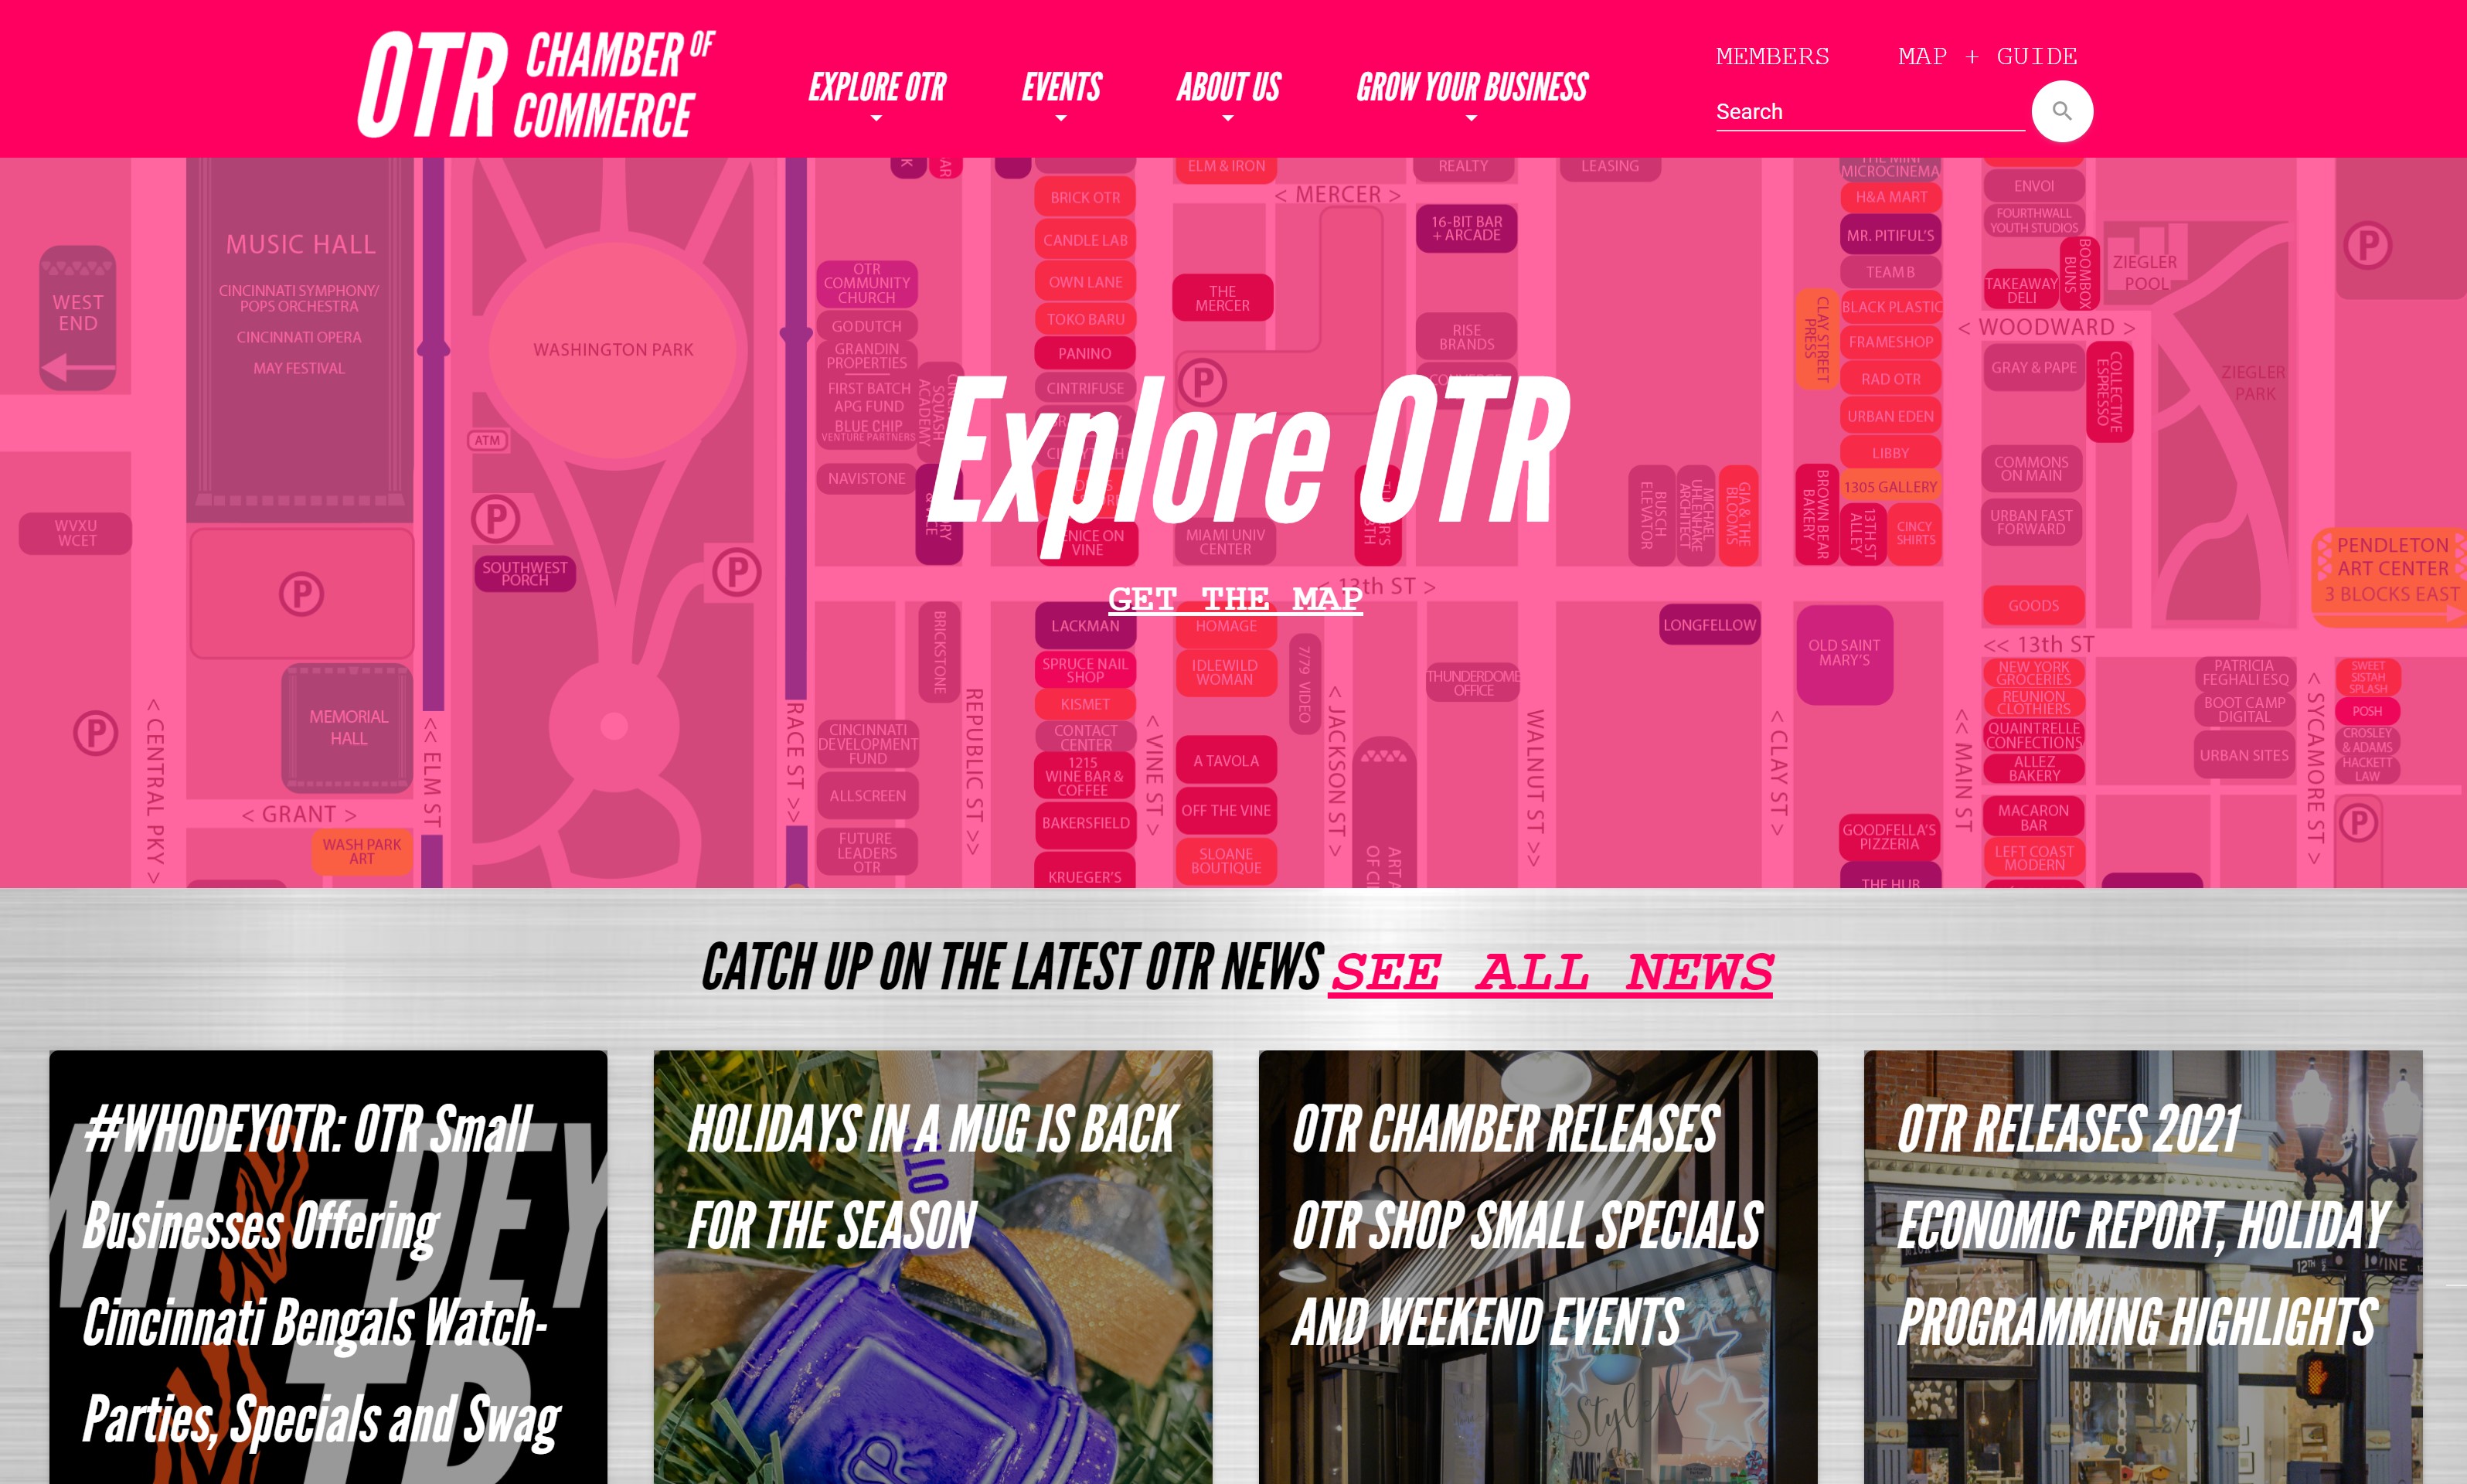 OTR CHAMBER OF
COMMERCE
EXPLORE OTR
EVENTS
ABOUT US
GROW YOUR BUSINESS
MEMBERS
MAP + GUIDE
Search
WEST
END
MUSIC HALL
CINCINNATI SYMPHONY/
POPS ORCHESTRA
CINCINNATI OPERA
MAY FESTIVAL
WVXU
WCET
P
P
MEMORIAL
HALL
< CENTRAL PKY >
< GRANT >
WASH PARK
ART
<< ELM ST
WASHINGTON PARK
ATM
P
SOUTHWEST
PORCH
P
RACE ST >>
OTR
COMMUNITY
CHURCH
GO DUTCH
GRANDIN
PROPERTIES
FIRST BATCH
APG FUND
BLUE CHIP
VENTURE PARTNERS
SQUASH
ACADEMY
NAVISTONE
BRICKSTONE
CINCINNATI
DEVELOPMENT
FUND
ALLSCREEN
FUTURE
LEADERS
OTR
REPUBLIC ST >>
BRICK OTR
CANDLE LAB
OWN LANE
TOKO BARU
PANINO
CINTRIFUSE
VINE
LACKMAN
SPRUCE NAIL
SHOP
KISMET
CONTACT
CENTER
1215
WINE BAR &
COFFEE
BAKERSFIELD
KRUEGER'S
< VINE ST >
ELM & IRON
< MERCER >
THE
MERCER
P
MIAMI UNIV
CENTER
< 13th ST >
HOMAGE
IDLEWILD
WOMAN
7/79 VIDEO
A TAVOLA
OFF THE VINE
SLOANE
BOUTIQUE
< JACKSON ST >
REALTY
16-BIT BAR
+ ARCADE
RISE
BRANDS
THUNDERDOME
OFFICE
WALNUT ST >>
LEASING
BUSCH
ELEVATOR
MICHAEL
UHLENHAKE
ARCHITECT
GIA & THE
BLOOMS
LONGFELLOW
< CLAY ST >
THE MINI
MICROCINEMA
H&A MART
MR. PITIFUL'S
TEAM B
CLAY STREET
PRESS
BLACK PLASTIC
FRAMESHOP
RAD OTR
URBAN EDEN
LIBBY
1305 GALLERY
BROWN BEAR
BAKERY
13TH ST
ALLEY
CINCY
SHIRTS
OLD SAINT
MARY'S
GOODFELLA'S
PIZZERIA
THE HUB
<< MAIN ST
ENVOI
FOURTHWALL
YOUTH STUDIOS
TAKEAWAY
DELI
BOOMBOX
BUNS
ZIEGLER
POOL
< WOODWARD >
GRAY & PAPE
COLLECTIVE
ESPRESSO
ZIEGLER
PARK
COMMONS
ON MAIN
URBAN FAST
FORWARD
GOODS
<< 13th ST
NEW YORK
GROCERIES
REUNION
CLOTHIERS
QUAINTRELLE
CONFECTIONS
ALLEZ
BAKERY
MACARON
BAR
LEFT COAST
MODERN
PATRICIA
FEGHALI ESQ
BOOT CAMP
DIGITAL
URBAN SITES
< SYCAMORE ST >
P
PENDLETON
ART CENTER
3 BLOCKS EAST
SWEET
SISTAH
SPLASH
POSH
CROSLEY
& ADAMS
HACKETT
LAW
P
Explore OTR
GET THE MAP
CATCH UP ON THE LATEST OTR NEWS SEE ALL NEWS
#WHODEYOTR: OTR Small
Businesses Offering
Cincinnati Bengals Watch-
Parties, Specials and Swag
HOLIDAYS IN A MUG IS BACK
FOR THE SEASON
OTR
OTR CHAMBER RELEASES
OTR SHOP SMALL SPECIALS
AND WEEKEND EVENTS
Styled
OTR RELEASES 2021
ECONOMIC REPORT, HOLIDAY
PROGRAMMING HIGHLIGHTS
12TH
VINE